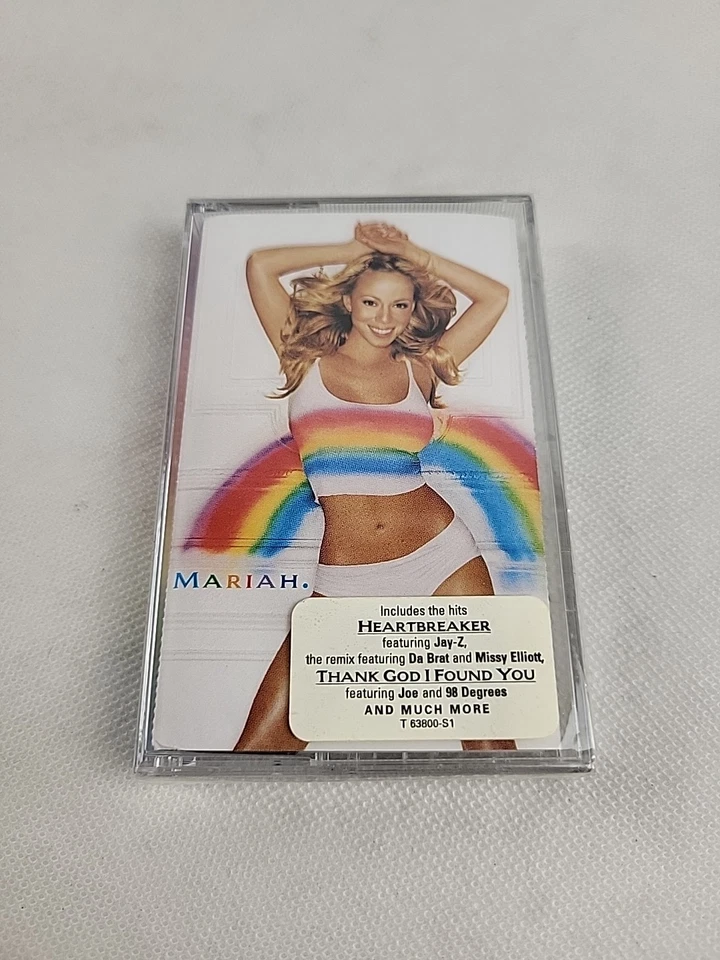 MARIAH.
Includes the hits
HEARTBREAKER
featuring Jay-Z,
the remix featuring Da Brat and Missy Elliott,
THANK GOD I FOUND YOU
featuring Joe and 98 Degrees
AND MUCH MORE
T 63800-S1